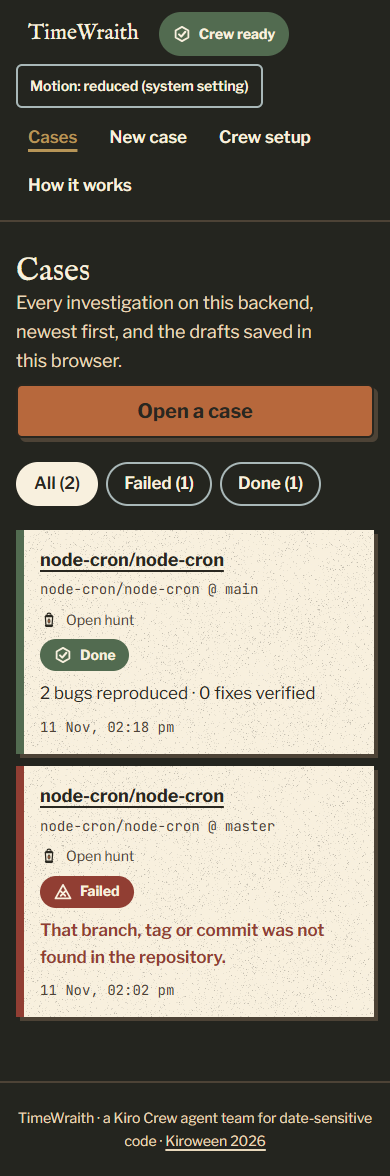 TimeWraith
Crew ready
Motion: reduced (system setting)
Cases
New case
Crew setup
How it works
Cases
Every investigation on this backend,
newest first, and the drafts saved in
this browser.
Open a case
All (2)
Failed (1)
Done (1)
node-cron/node-cron
node-cron/node-cron @ main
Open hunt
Done
2 bugs reproduced · 0 fixes verified
11 Nov, 02:18 pm
node-cron/node-cron
node-cron/node-cron @ master
Open hunt
Failed
That branch, tag or commit was not
found in the repository.
11 Nov, 02:02 pm
TimeWraith · a Kiro Crew agent team for date-sensitive
code · Kiroween 2026